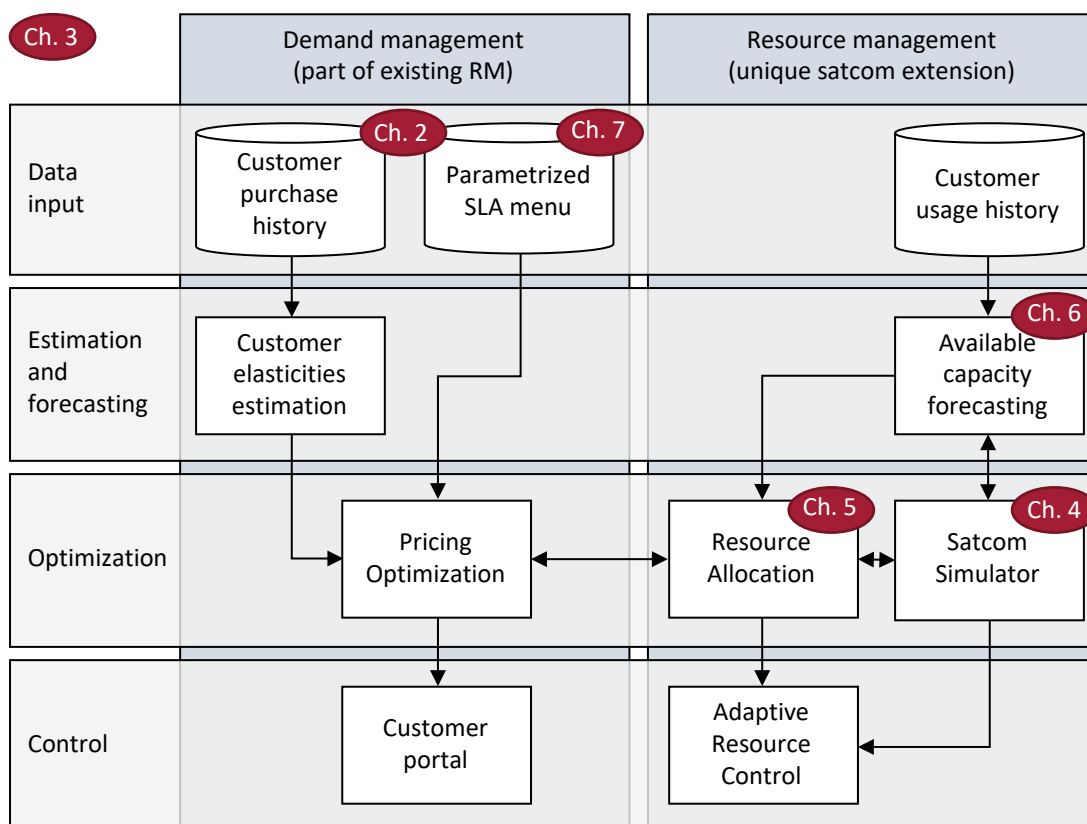 Ch. 3
Demand management
(part of existing RM)
Resource management
(unique satcom extension)
Data
input
Ch. 2
Customer
purchase
history
Ch. 7
Parametrized
SLA menu
Customer
usage history
Estimation
and
forecasting
Customer
elasticities
estimation
Ch. 6
Available
capacity
forecasting
Optimization
Pricing
Optimization
Ch. 5
Resource
Allocation
Ch. 4
Satcom
Simulator
Control
Customer
portal
Adaptive
Resource
Control